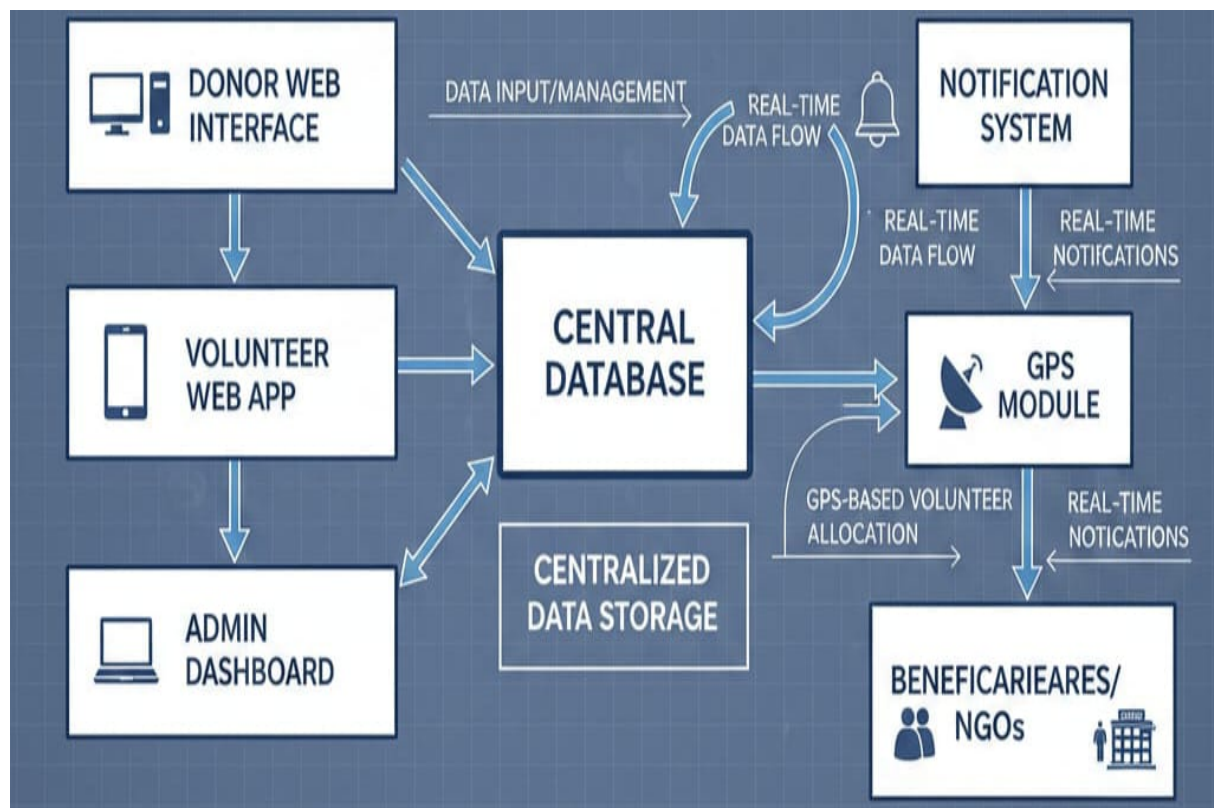 DONOR WEB
INTERFACE
DATA INPUT/MANAGEMENT
REAL-TIME
DATA FLOW
NOTIFICATION
SYSTEM
REAL-TIME
DATA FLOW
REAL-TIME
NOTIFCATIONS
VOLUNTEER
WEB APP
CENTRAL
DATABASE
GPS
MODULE
GPS-BASED VOLUNTEER
ALLOCATION
REAL-TIME
NOTICATIONS
CENTRALIZED
DATA STORAGE
ADMIN
DASHBOARD
BENEFICARIEARES/
NGOs